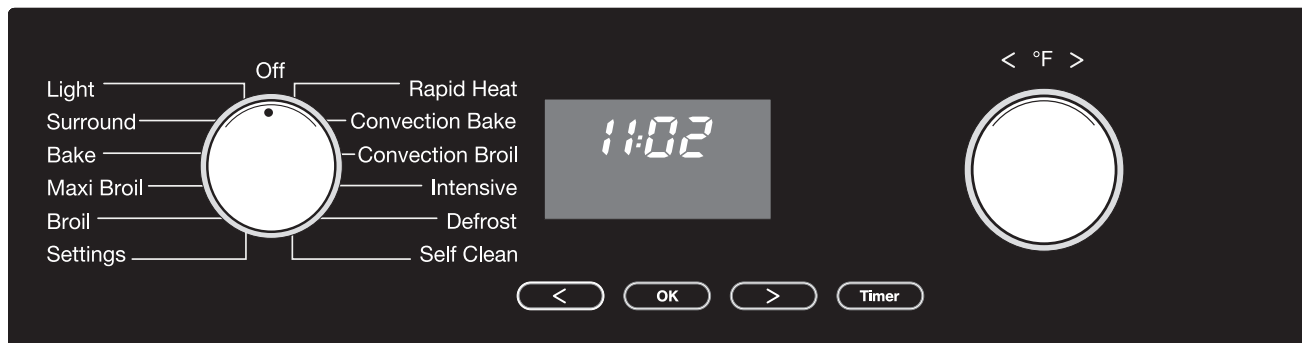 Off
Light
Surround
Bake
Maxi Broil
Broil
Settings
Rapid Heat
Convection Bake
Convection Broil
Intensive
Defrost
Self Clean
11:02
< °F >
<
OK
>
Timer